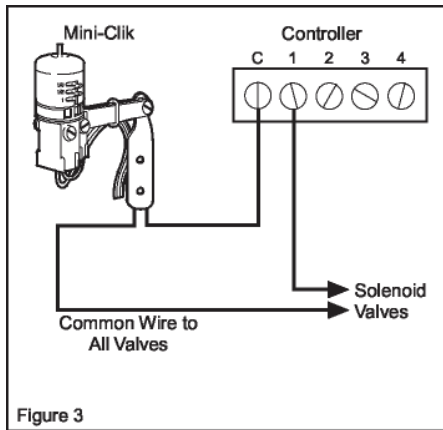 Mini-Clik
Controller
C 1 2 3 4
Solenoid
Valves
Common Wire to
All Valves
Figure 3